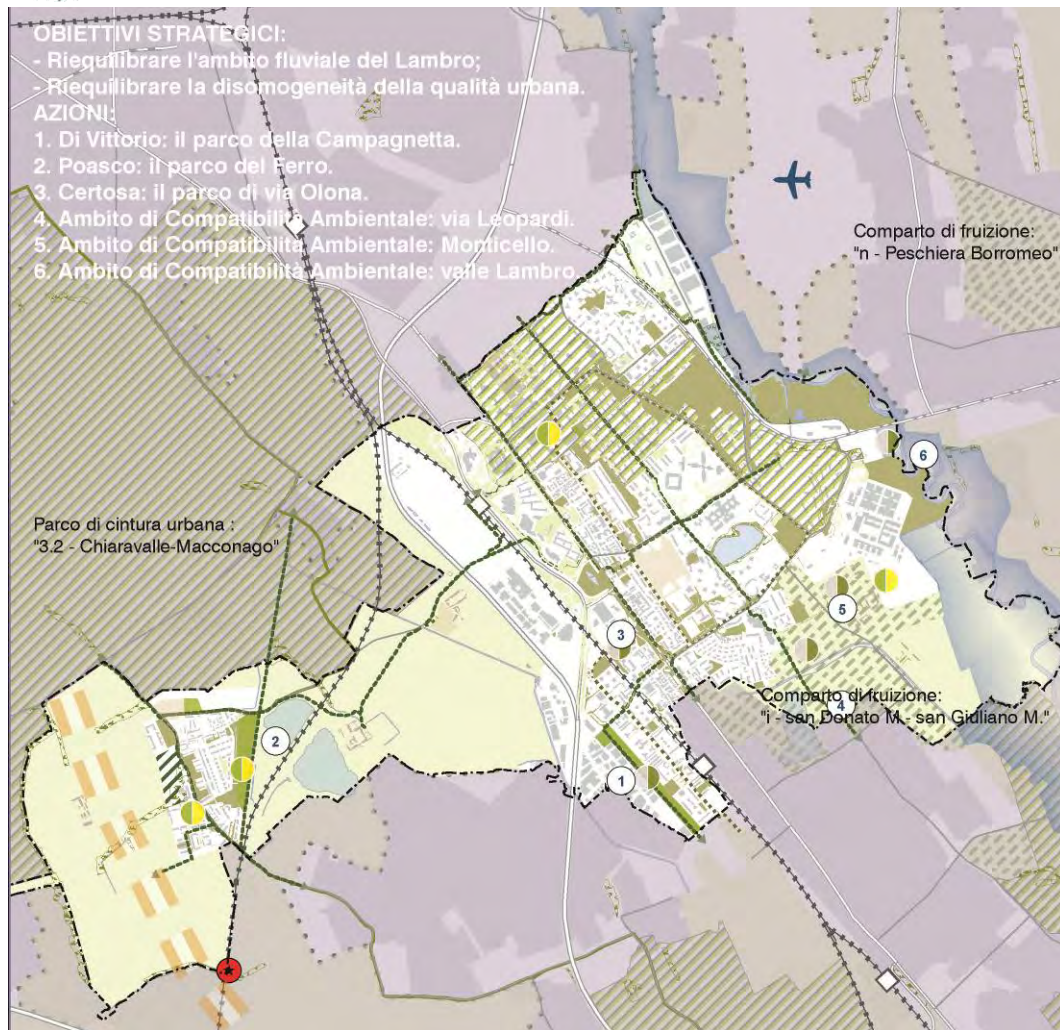 OBIETTIVI STRATEGICI:
- Riequilibrare l'ambito fluviale del Lambro;
- Riequilibrare la disomogeneità della qualità urbana.
AZIONI:
1. Di Vittorio: il parco della Campagnetta.
2. Poasco: il parco del Ferro.
3. Certosa: il parco di via Olona.
4. Ambito di Compatibilità Ambientale: via Leopardi.
5. Ambito di Compatibilità Ambientale: Monticello.
6. Ambito di Compatibilità Ambientale: valle Lambro.
Comparto di fruizione:
"n - Peschiera Borromeo"
6
Parco di cintura urbana :
"3.2 - Chiaravalle-Macconago"
5
3
Comparto di fruizione:
"i - san Donato M.- san Giuliano M."
4
2
1